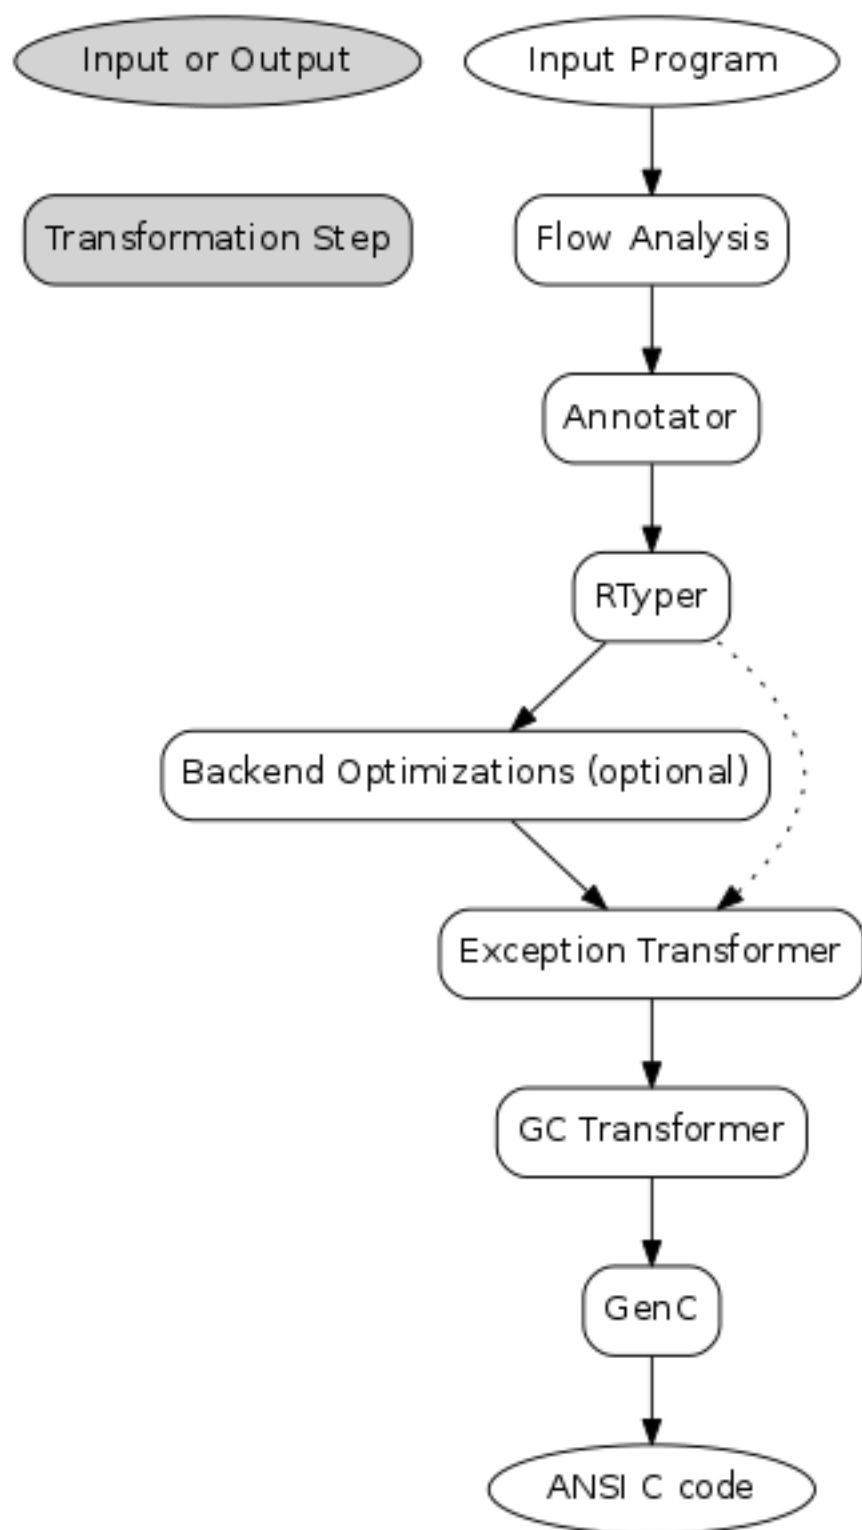 Input or Output
Input Program
Transformation Step
Flow Analysis
Annotator
RTyper
Backend Optimizations (optional)
Exception Transformer
GC Transformer
GenC
ANSI C code